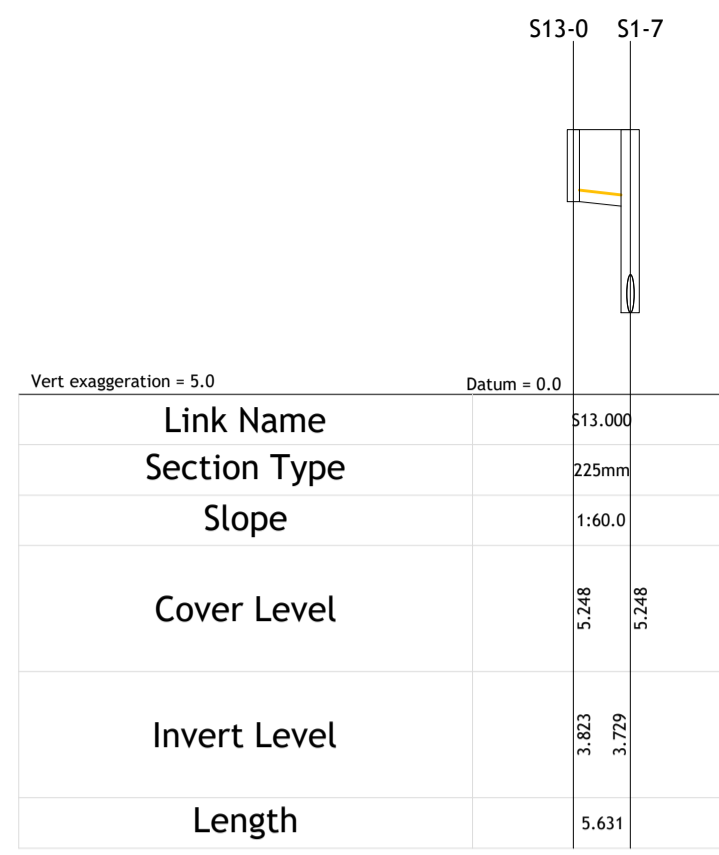 S13-0 S1-7
Vert exaggeration = 5.0 Datum = 0.0
Link Name S13.000
Section Type 225mm
Slope 1:60.0
Cover Level 5.248 5.248
Invert Level 3.823 3.729
Length 5.631